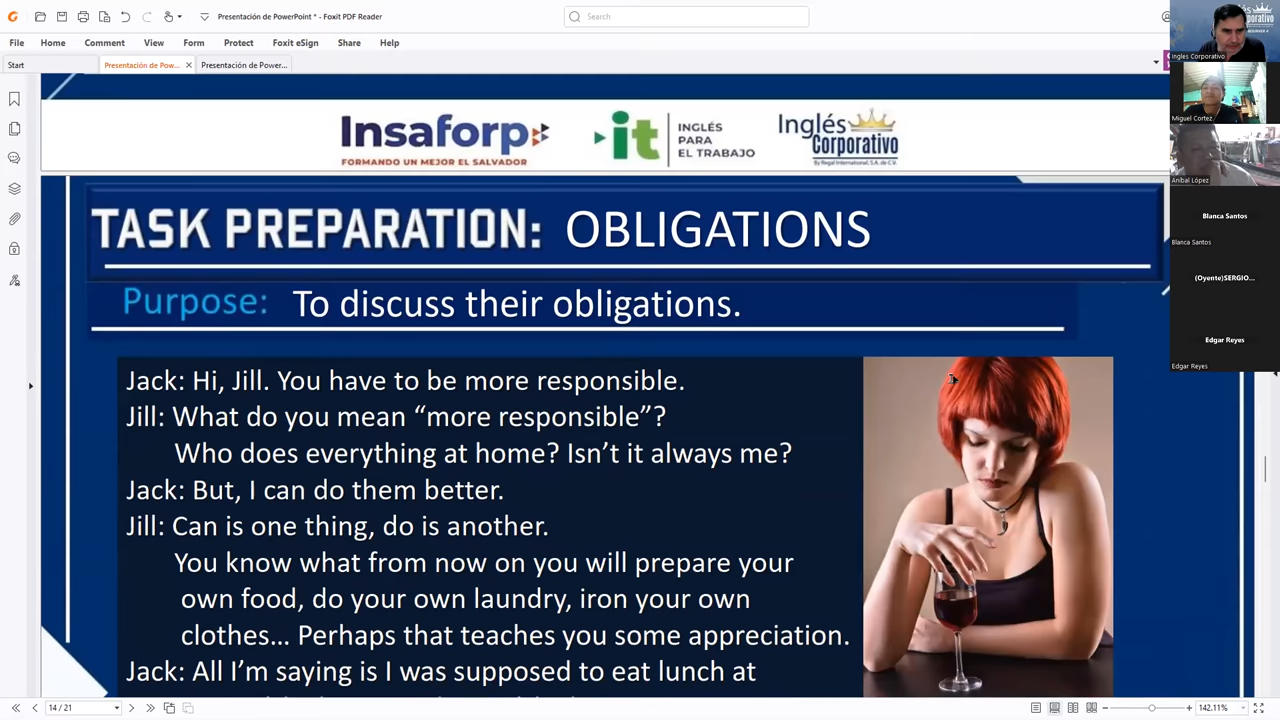 Presentación de PowerPoint * - Foxit PDF Reader
Search
File Home Comment View Form Protect Foxit eSign Share Help
Start
Presentación de Pow...
Presentación de Power...
Insaforp
FORMANDO UN MEJOR EL SALVADOR
it
INGLÉS
PARA
EL TRABAJO
Inglés
Corporativo
By Regal International, S.A. de C.V.
TASK PREPARATION: OBLIGATIONS
Purpose: To discuss their obligations.
Jack: Hi, Jill. You have to be more responsible.
Jill: What do you mean “more responsible”?
Who does everything at home? Isn’t it always me?
Jack: But, I can do them better.
Jill: Can is one thing, do is another.
You know what from now on you will prepare your
own food, do your own laundry, iron your own
clothes... Perhaps that teaches you some appreciation.
Jack: All I’m saying is I was supposed to eat lunch at
Ingles Corporativo
Miguel Cortez
Anibal López
Blanca Santos
Blanca Santos
(Oyente)SERGIO...
Edgar Reyes
Edgar Reyes
14 / 21
142.11%